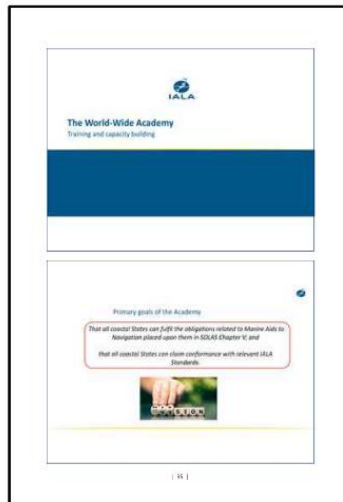 IALA
The World-Wide Academy
Training and capacity building
Primary goals of the Academy
That all coastal States can fulfil the obligations related to Marine Aids to
Navigation placed upon them in SOLAS Chapter V; and
that all coastal States can claim conformance with relevant IALA
Standards.